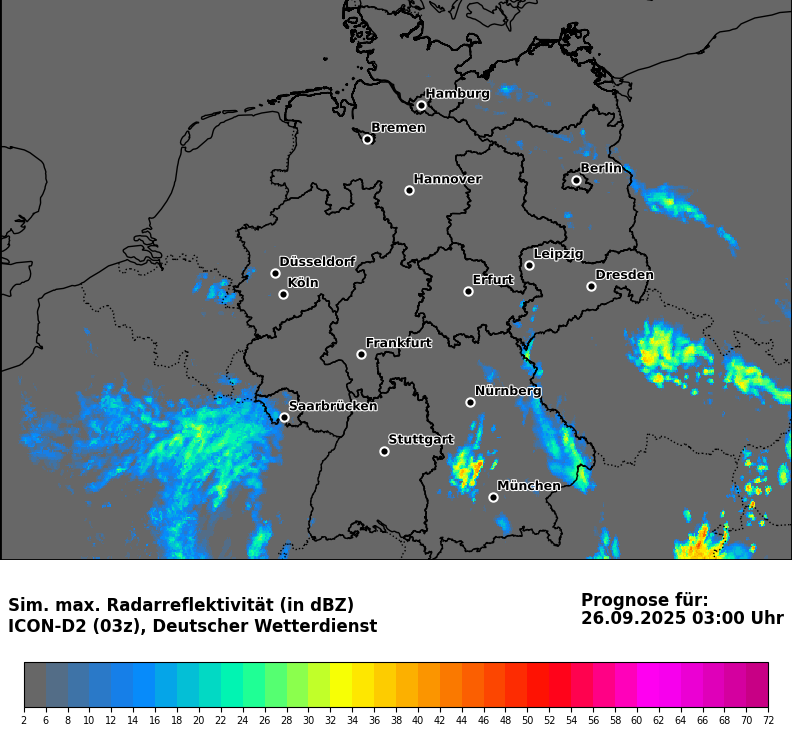 Hamburg
Bremen
Berlin
Hannover
Leipzig
Düsseldorf
Dresden
Köln
Erfurt
Frankfurt
Nürnberg
Saarbrücken
Stuttgart
München
Sim. max. Radarreflektivität (in dBZ)
ICON-D2 (03z), Deutscher Wetterdienst
Prognose für:
26.09.2025 03:00 Uhr
2 6 8 10 12 14 16 18 20 22 24 26 28 30 32 34 36 38 40 42 44 46 48 50 52 54 56 58 60 62 64 66 68 70 72